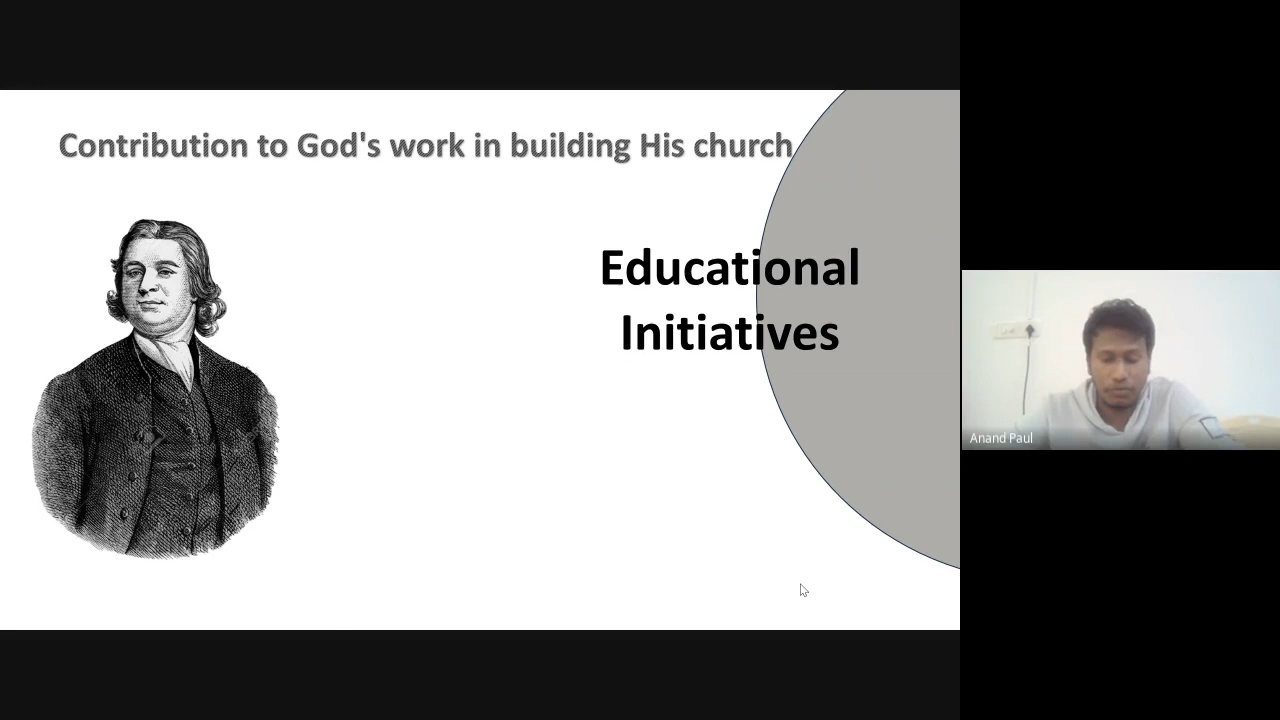 Contribution to God's work in building His church
Educational
Initiatives
Anand Paul